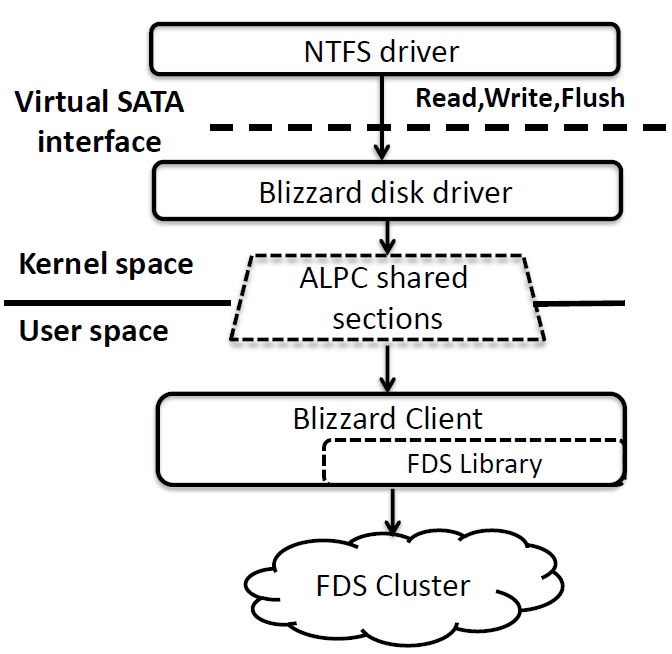 NTFS driver
Virtual SATA
interface
Read,Write,Flush
Blizzard disk driver
Kernel space
ALPC shared
sections
User space
Blizzard Client
FDS Library
FDS Cluster